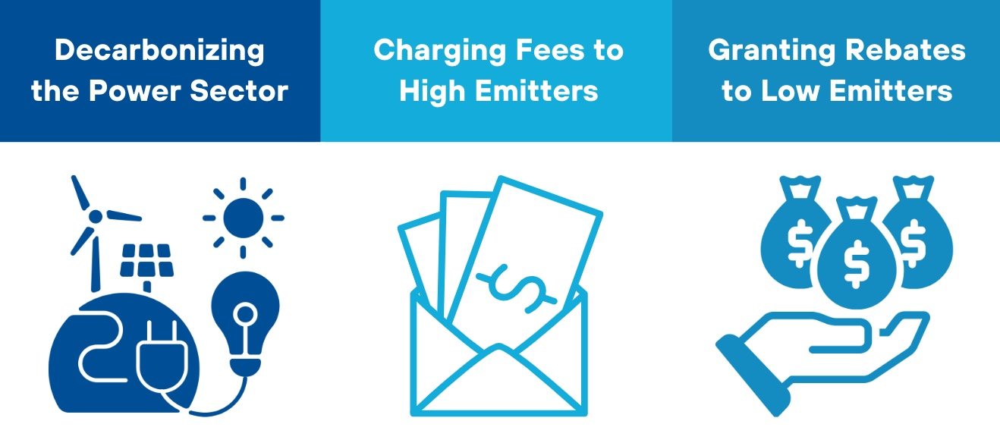 Decarbonizing
the Power Sector
Charging Fees to
High Emitters
Granting Rebates
to Low Emitters
$
$
$
$